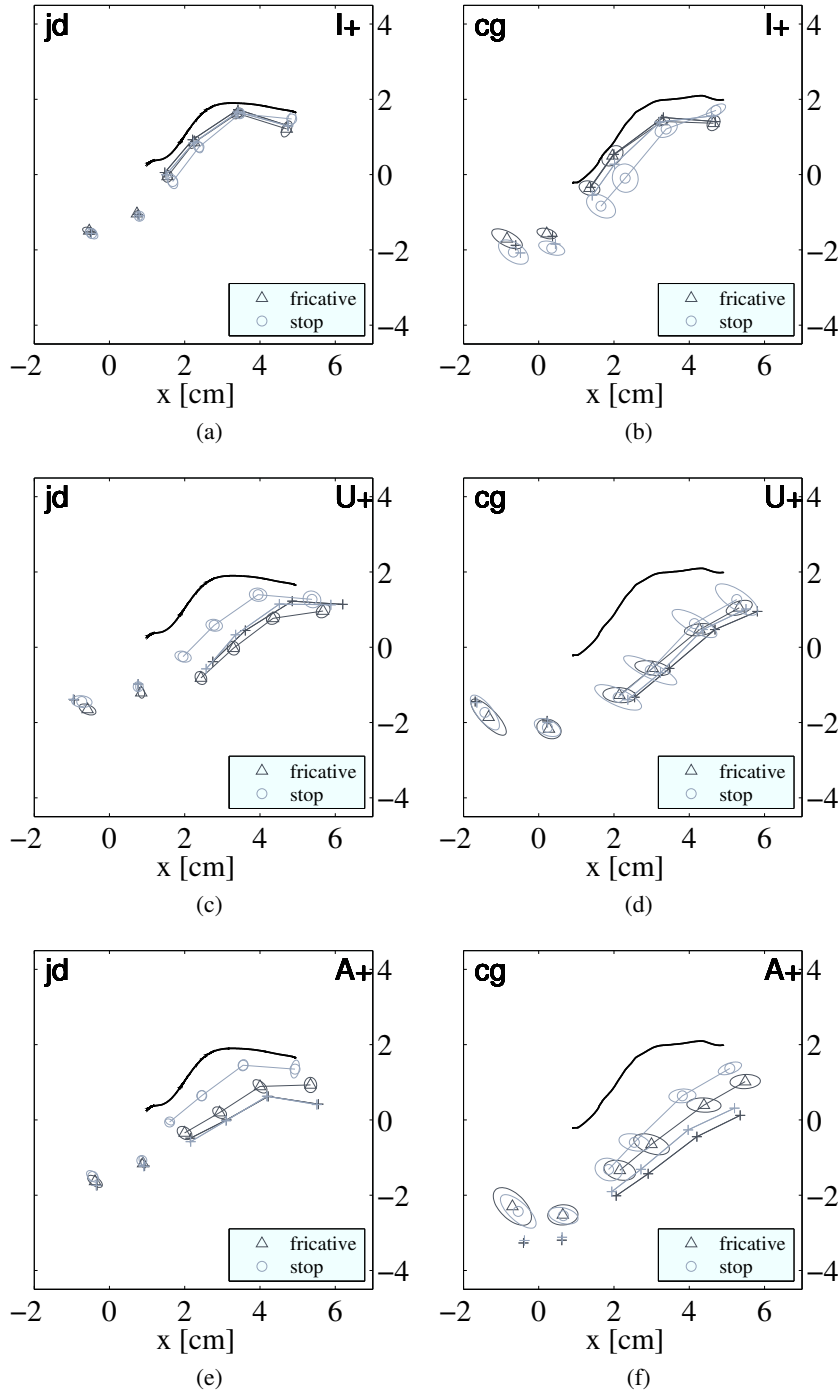 jd I+
4
2
0
−2
−4
fricative
stop
−2 0 2 4 6
x [cm]
(a)
cg I+
4
2
0
−2
−4
fricative
stop
−2 0 2 4 6
x [cm]
(b)
jd U+
4
2
0
−2
−4
fricative
stop
−2 0 2 4 6
x [cm]
(c)
cg U+
4
2
0
−2
−4
fricative
stop
−2 0 2 4 6
x [cm]
(d)
jd A+
4
2
0
−2
−4
fricative
stop
−2 0 2 4 6
x [cm]
(e)
cg A+
4
2
0
−2
−4
fricative
stop
−2 0 2 4 6
x [cm]
(f)